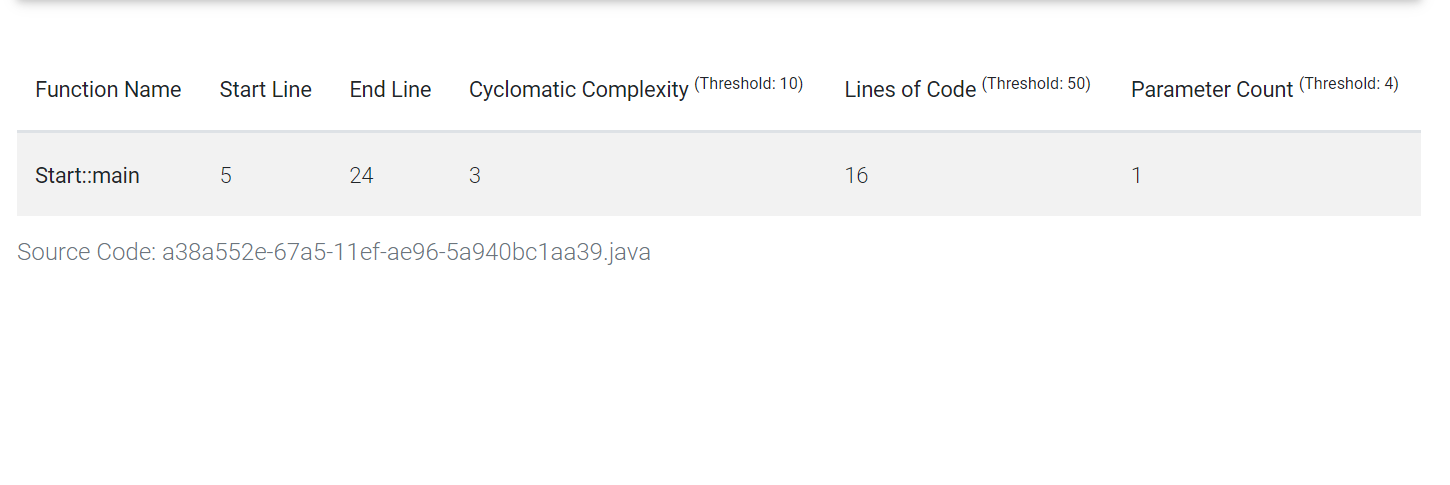 Function Name Start Line End Line Cyclomatic Complexity (Threshold: 10) Lines of Code (Threshold: 50) Parameter Count (Threshold: 4)
Start::main 5 24 3 16 1
Source Code: a38a552e-67a5-11ef-ae96-5a940bc1aa39.java